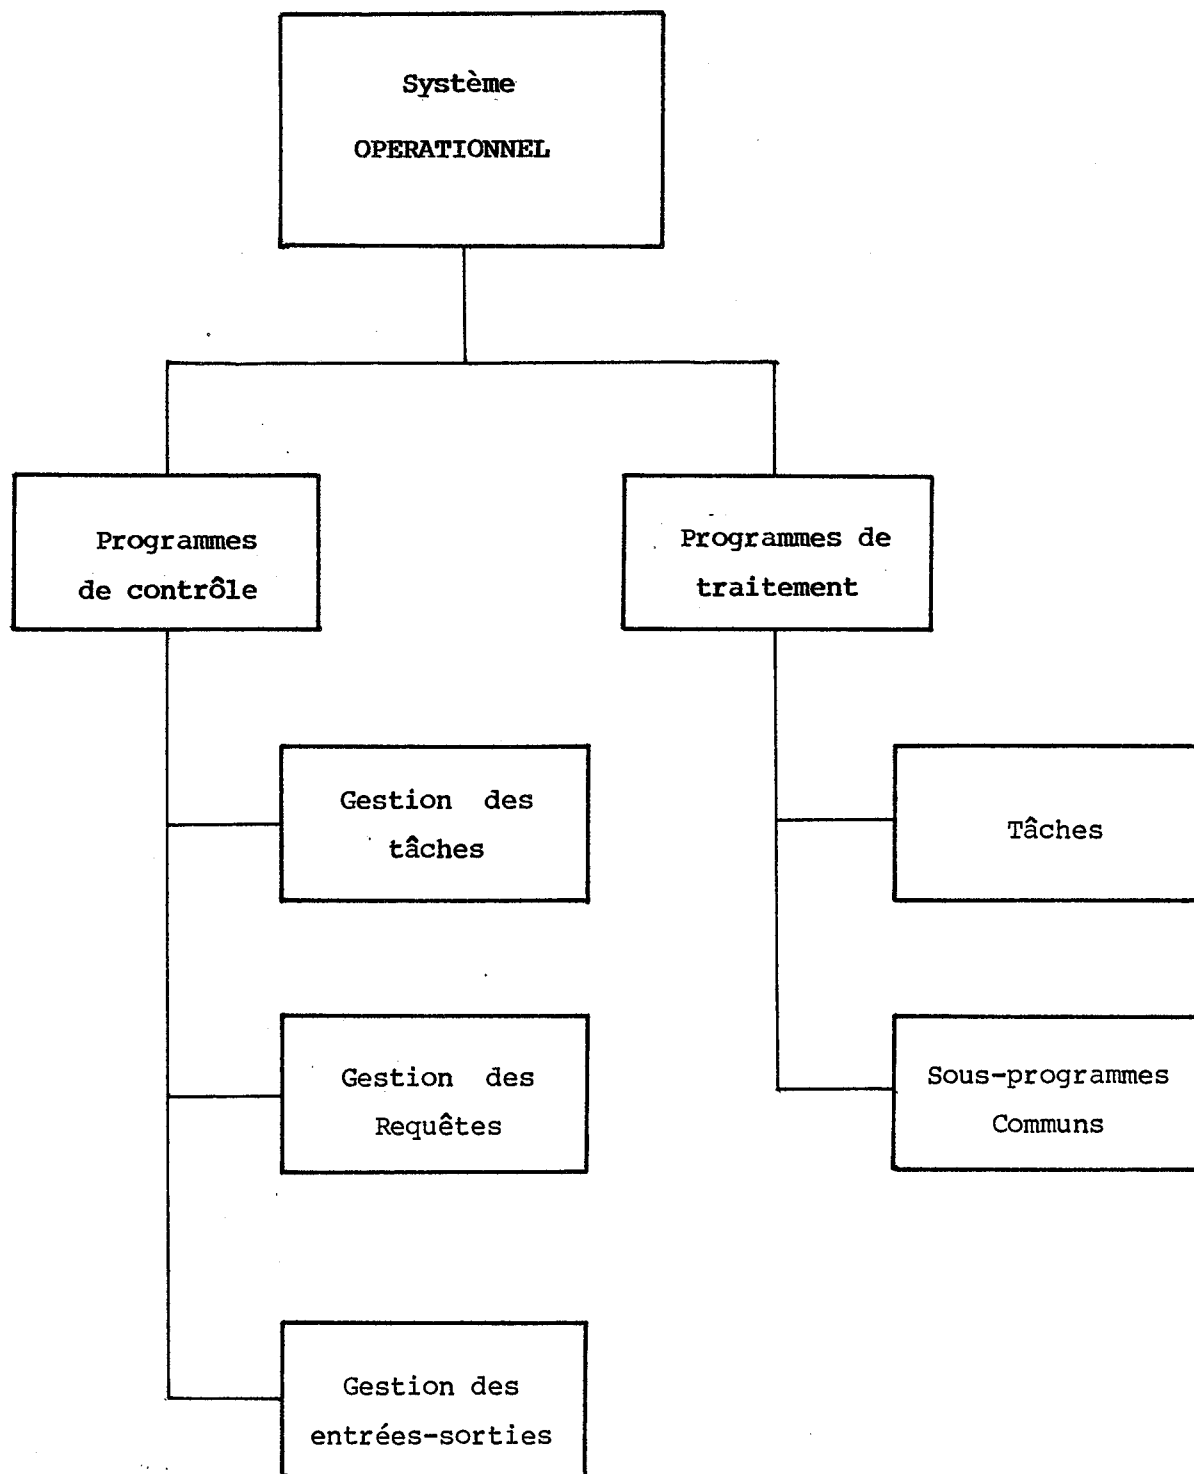 Système
OPERATIONNEL
Programmes
de contrôle
Programmes de
traitement
Gestion des
tâches
Tâches
Gestion des
Requêtes
Sous-programmes
Communs
Gestion des
entrées-sorties